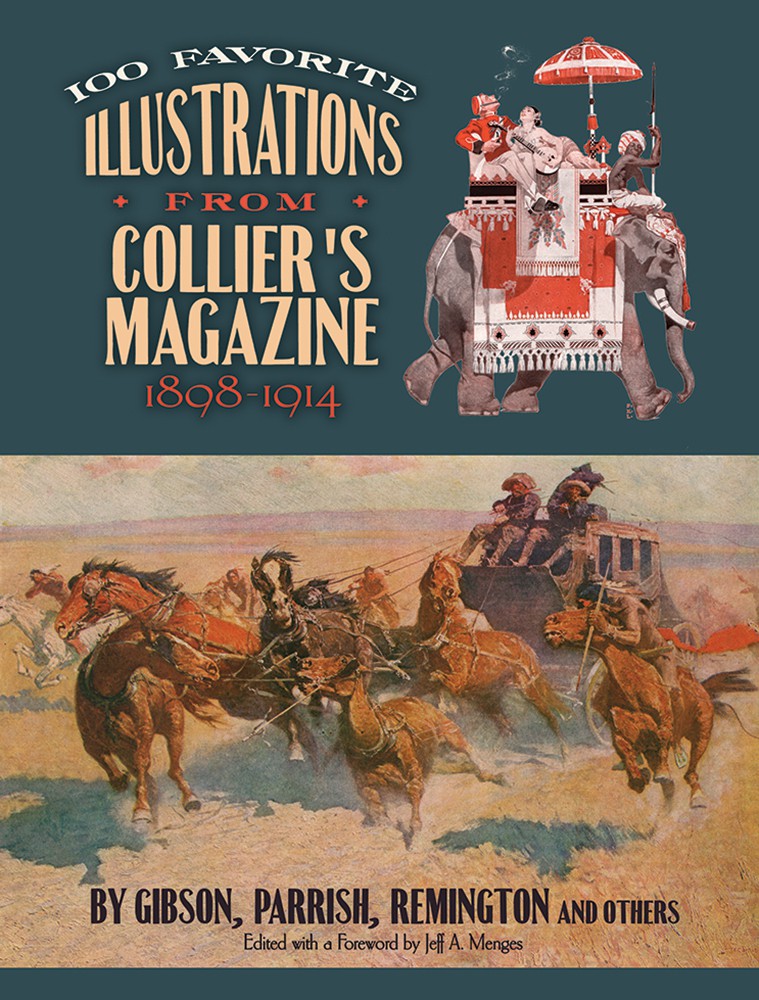 100 FAVORITE
ILLUSTRATIONS
FROM
COLLIER'S
MAGAZINE
1898-1914
BY GIBSON, PARRISH, REMINGTON AND OTHERS
Edited with a Foreword by Jeff A. Menges